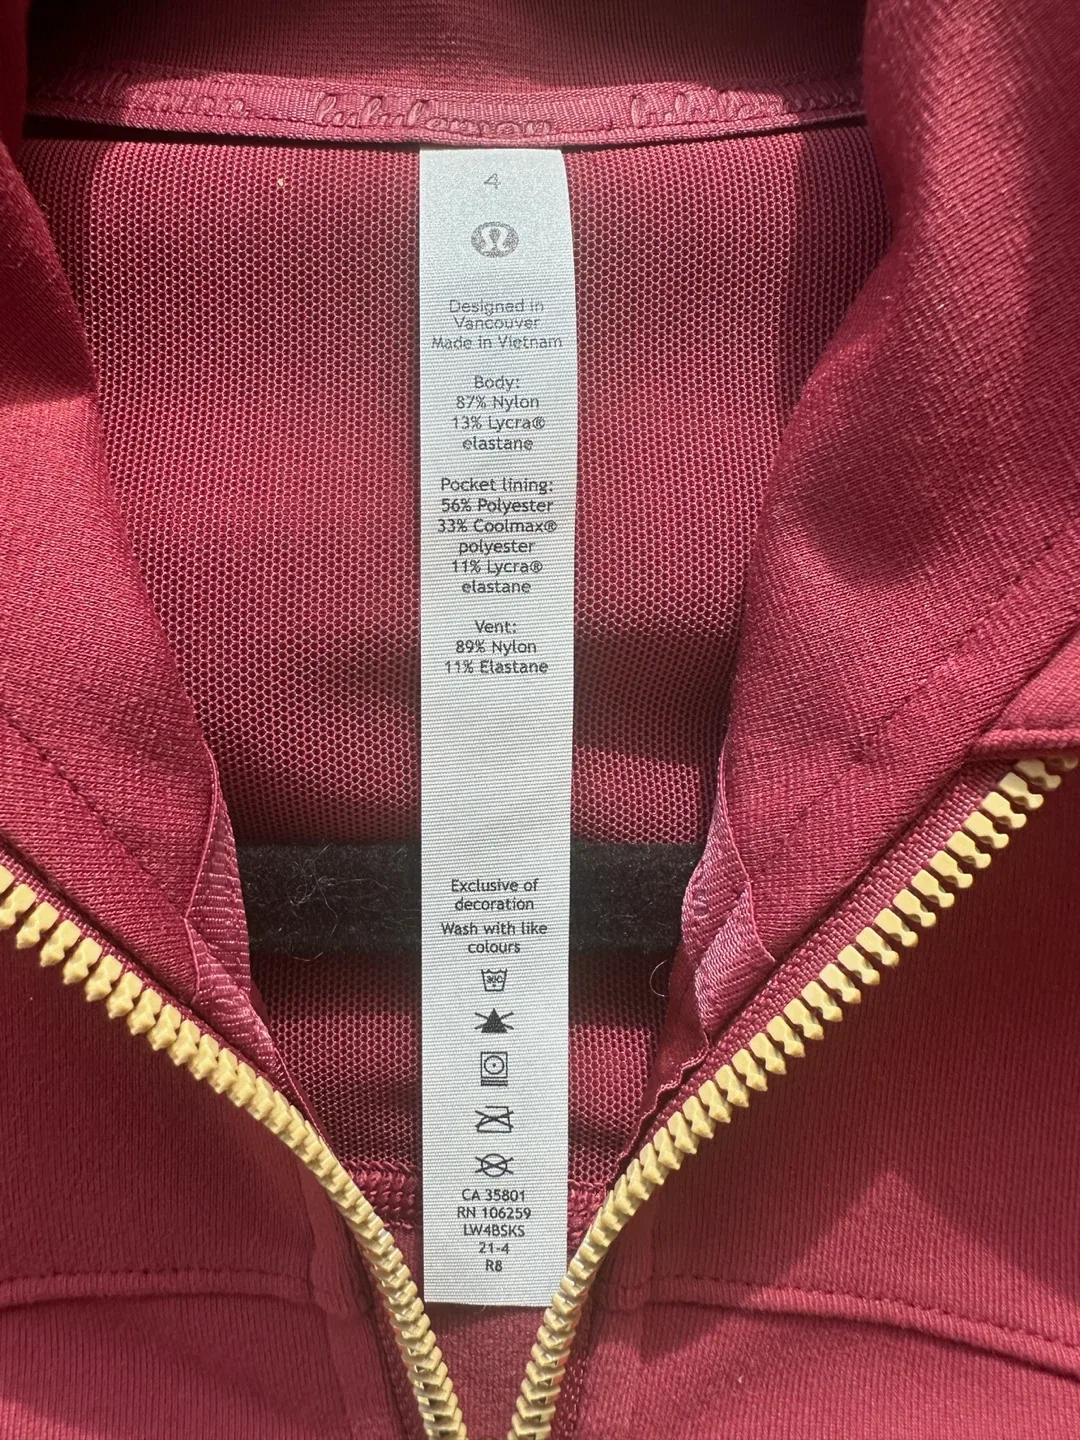 lululemon
4
Designed in
Vancouver
Made in Vietnam
Body:
87% Nylon
13% Lycra®
elastane
Pocket lining:
56% Polyester
33% Coolmax®
polyester
11% Lycra®
elastane
Vent:
89% Nylon
11% Elastane
Exclusive of
decoration
Wash with like
colours
30C
CA 35801
RN 106259
LW4BSKS
21-4
R8